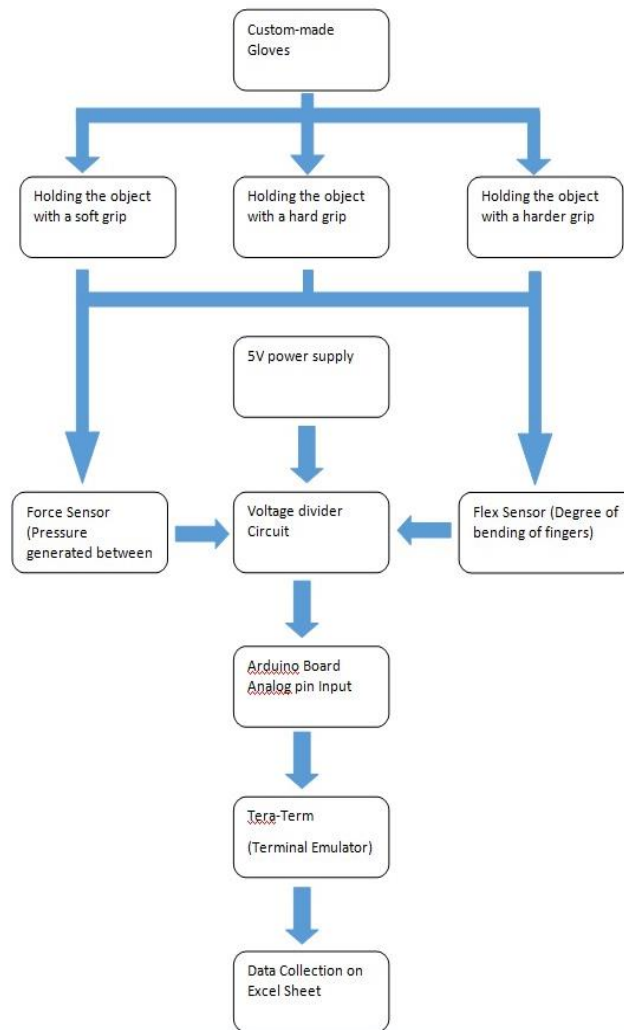 Custom-made
Gloves
Holding the object
with a soft grip
Holding the object
with a hard grip
Holding the object
with a harder grip
5V power supply
Force Sensor
(Pressure
generated between
Voltage divider
Circuit
Flex Sensor (Degree of
bending of fingers)
Arduino Board
Analog pin Input
Tera-Term
(Terminal Emulator)
Data Collection on
Excel Sheet